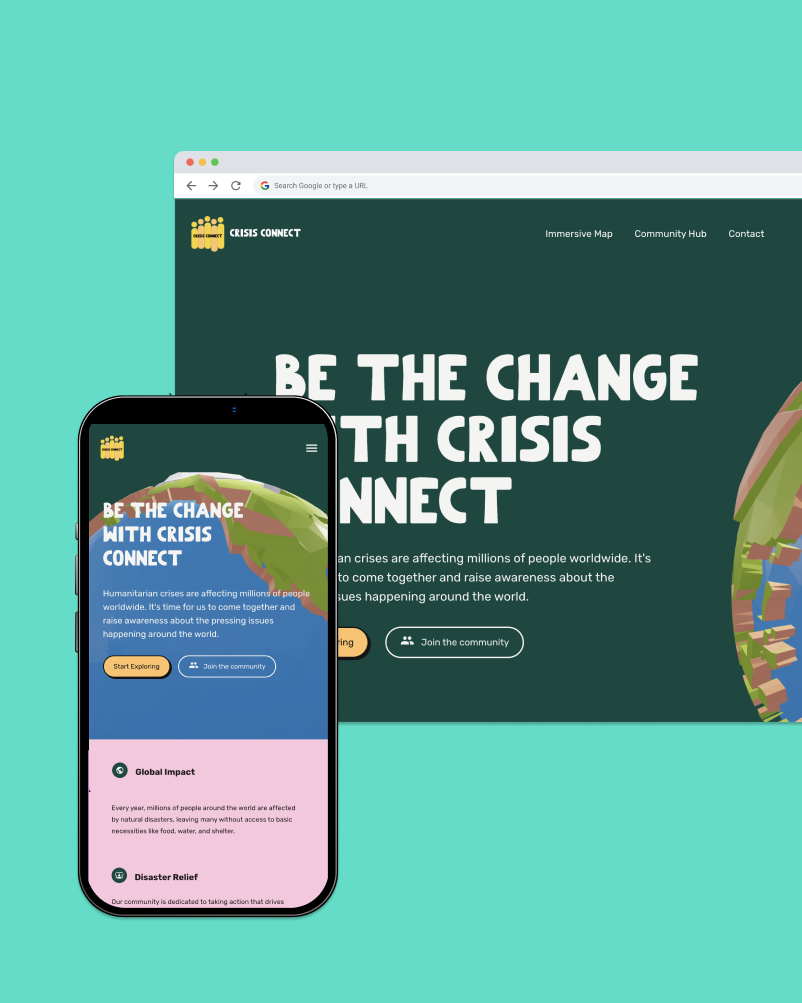 Search Google or type a URL
CRISIS CONNECT
CRISIS CONNECT
Immersive Map
Community Hub
Contact
BE THE CHANGE
TH CRISIS
NNECT
an crises are affecting millions of people worldwide. It's
to come together and raise awareness about the
sues happening around the world.
ring
Join the community
CRISIS CONNECT
BE THE CHANGE
WITH CRISIS
CONNECT
Humanitarian crises are affecting millions of people
worldwide. It's time for us to come together and
raise awareness about the pressing issues
happening around the world.
Start Exploring
Join the community
Global Impact
Every year, millions of people around the world are affected
by natural disasters, leaving many without access to basic
necessities like food, water, and shelter.
Disaster Relief
Our community is dedicated to taking action that drives